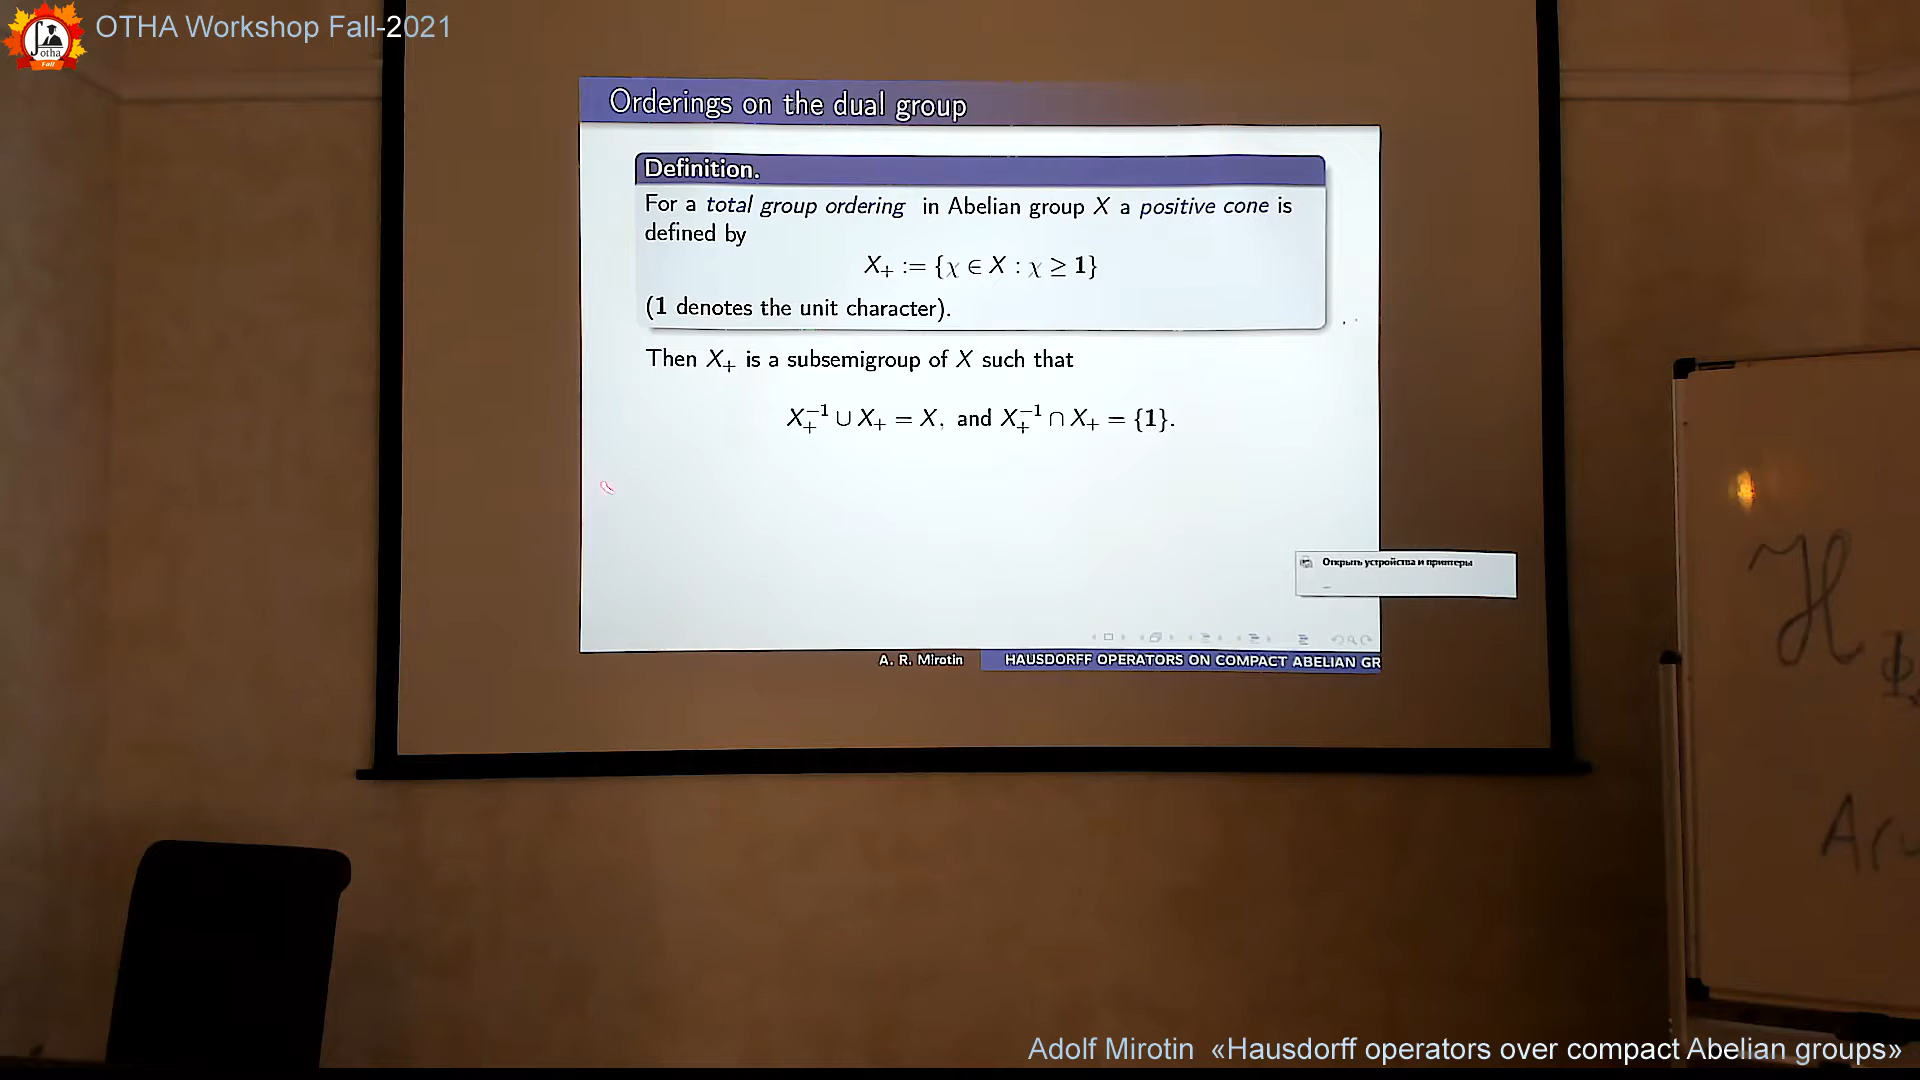 OTHA Workshop Fall-2021
otha
Fall
Orderings on the dual group
Definition.
For a total group ordering in Abelian group X a positive cone is
defined by
X₊ := {χ ∈ X : χ ≥ 1}
(1 denotes the unit character).
Then X₊ is a subsemigroup of X such that
X₊⁻¹ ∪ X₊ = X, and X₊⁻¹ ∩ X₊ = {1}.
Открыть устройства и принтеры
A. R. Mirotin HAUSDORFF OPERATORS ON COMPACT ABELIAN GR
ℋ
Φ
Adolf Mirotin «Hausdorff operators over compact Abelian groups»